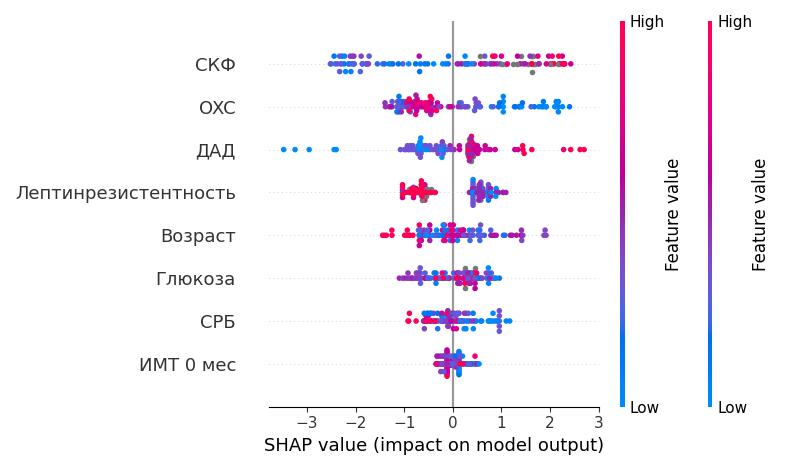 High
High
СКФ
ОХС
ДАД
Лептинрезистентность
Возраст
Глюкоза
СРБ
ИМТ 0 мес
Feature value
Feature value
Low
Low
−3 −2 −1 0 1 2 3
SHAP value (impact on model output)